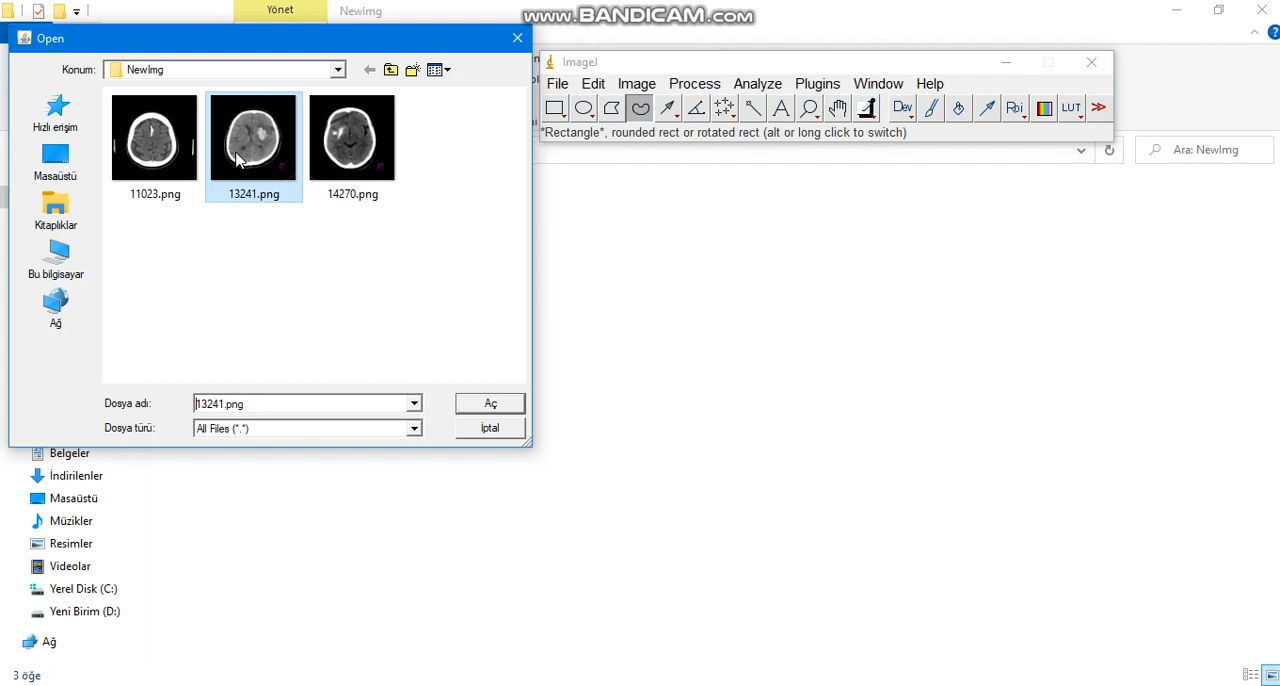 Yönet
NewImg
www.BANDICAM.com
Open
Konum:
NewImg
Hızlı erişim
Masaüstü
Kitaplıklar
Bu bilgisayar
Ağ
11023.png
13241.png
14270.png
Dosya adı:
13241.png
Aç
Dosya türü:
All Files (*.*)
İptal
ImageJ
File Edit Image Process Analyze Plugins Window Help
A Dev LUT
*Rectangle*, rounded rect or rotated rect (alt or long click to switch)
Ara: NewImg
Belgeler
İndirilenler
Masaüstü
Müzikler
Resimler
Videolar
Yerel Disk (C:)
Yeni Birim (D:)
Ağ
3 öğe